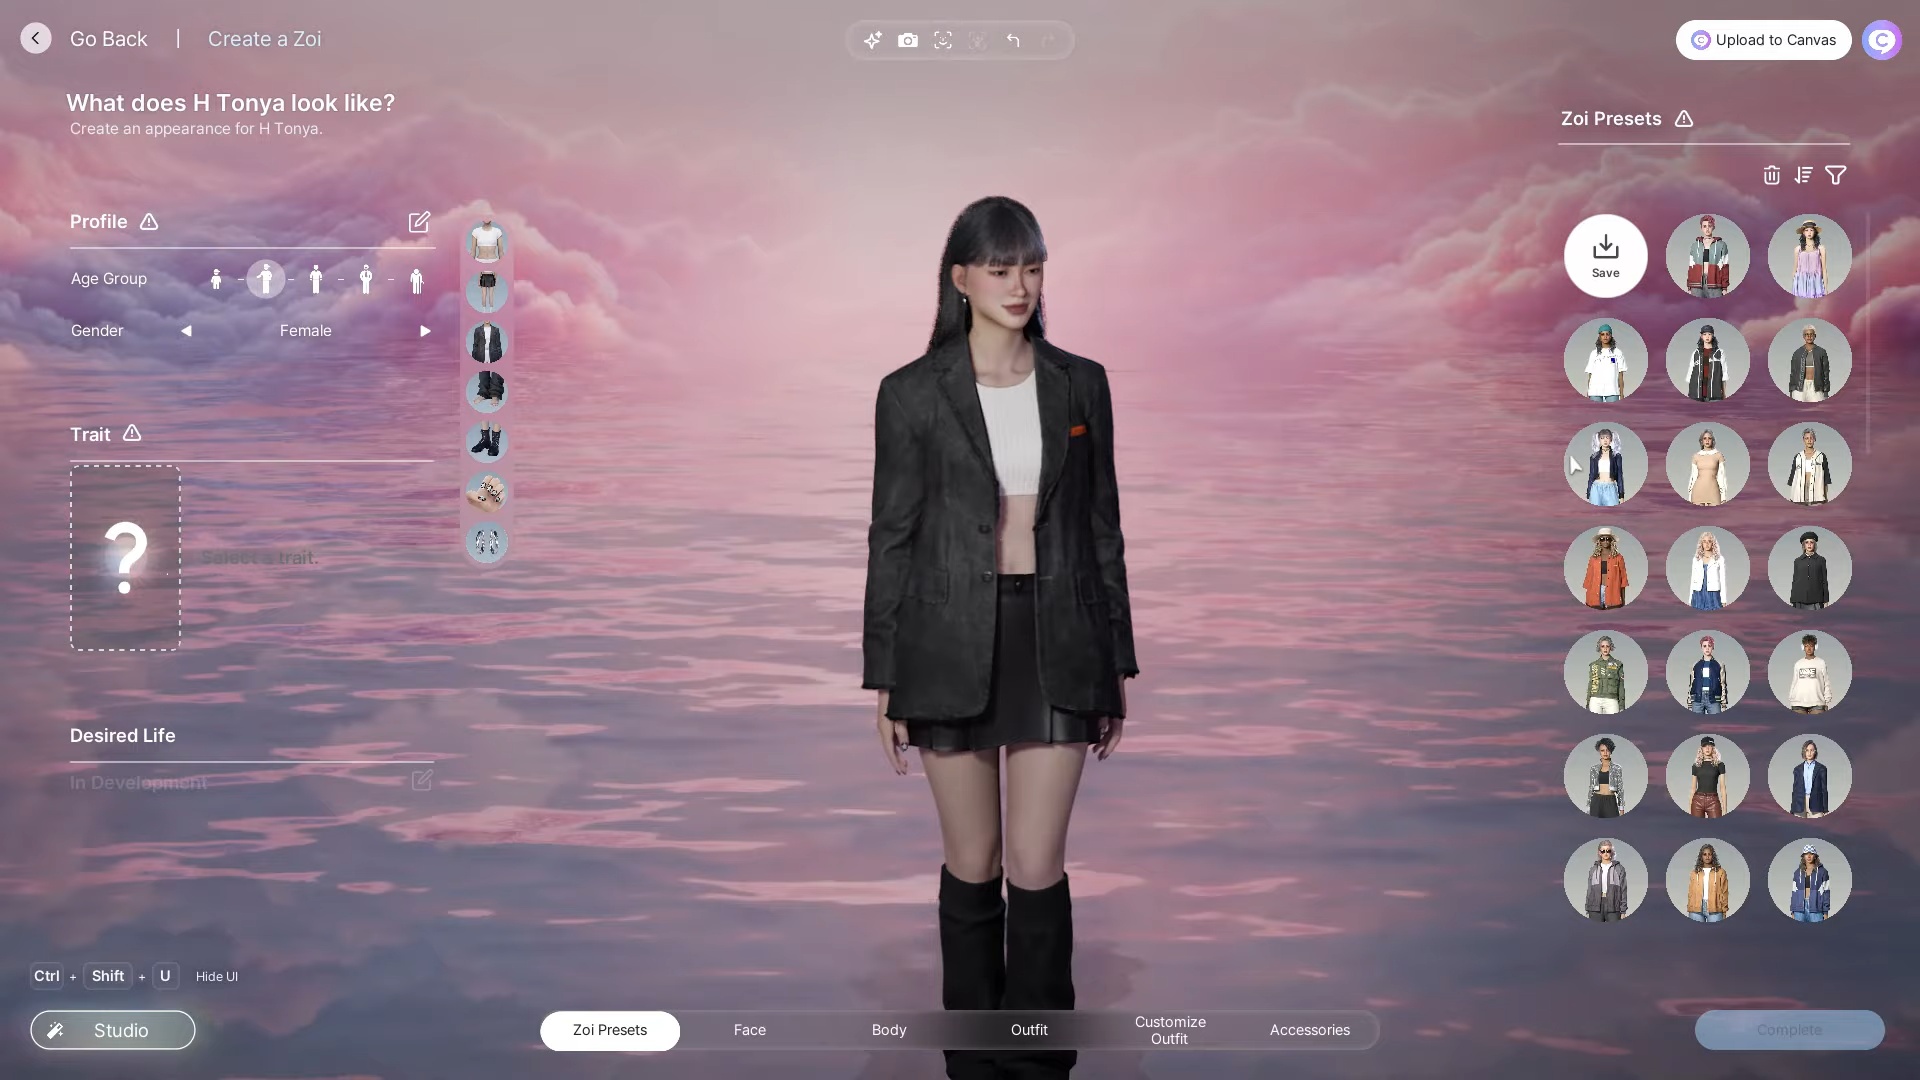 Go Back | Create a Zoi
Upload to Canvas
What does H Tonya look like?
Create an appearance for H Tonya.
Zoi Presets
Profile
Save
Age Group
Gender
Female
Trait
Select a trait.
Desired Life
In Development
Ctrl + Shift + U Hide UI
Studio
Zoi Presets
Face
Body
Outfit
Customize
Outfit
Accessories
Complete